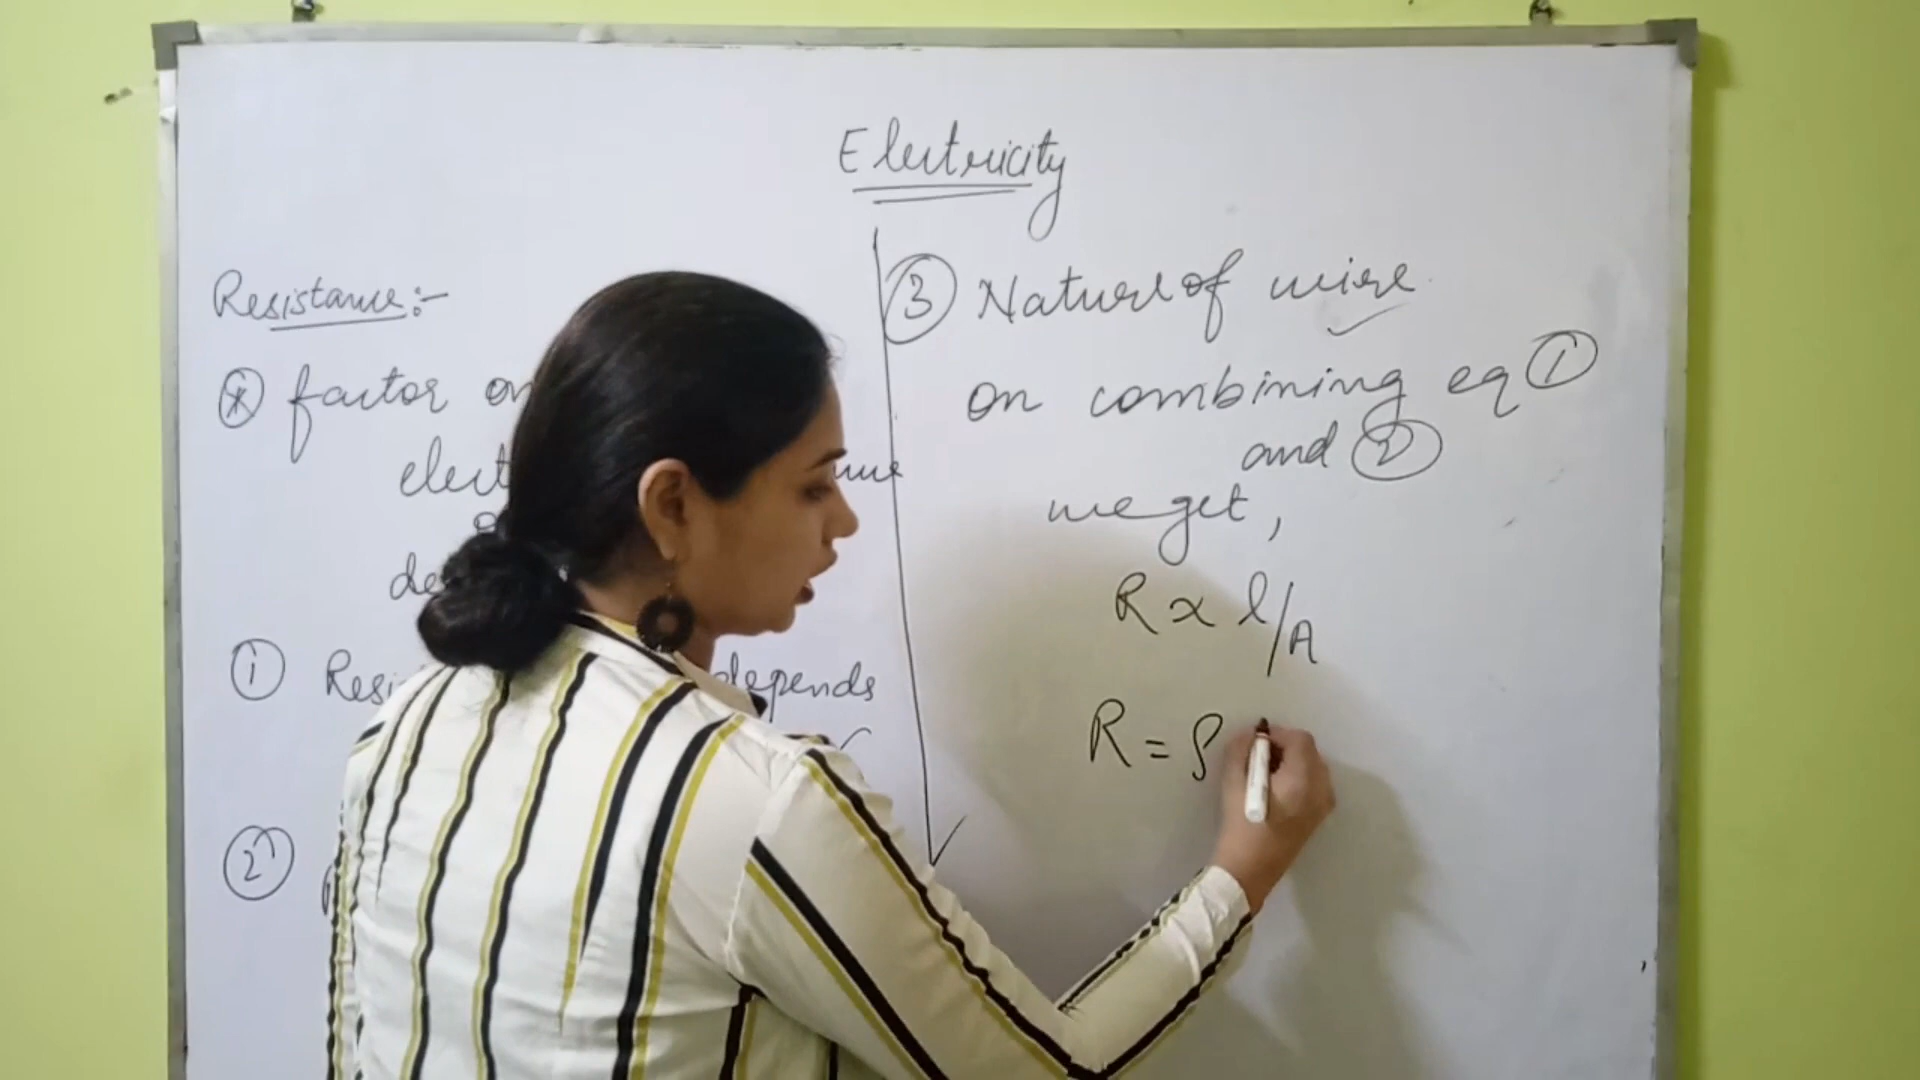 Electricity
Resistance:-
* factor on
elect
de
① Resi depends
②
③ Nature of wire
on combining eq ①
and ②
we get,
R ∝ l/A
R = ρ